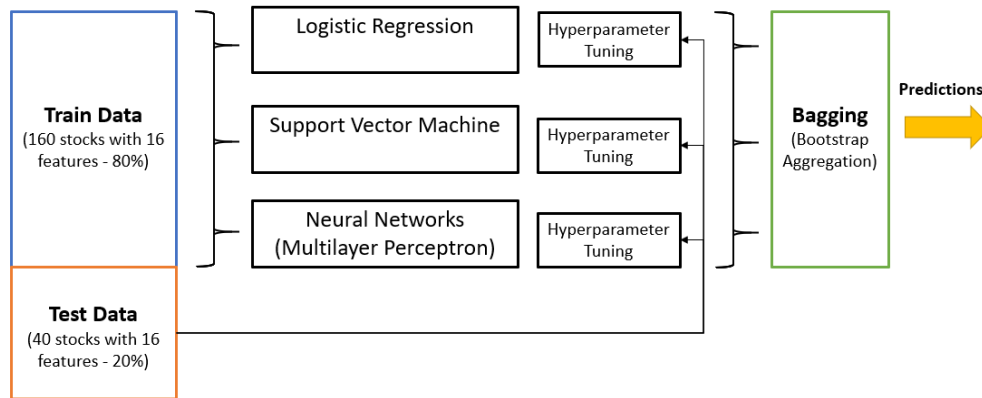 Train Data
(160 stocks with 16
features - 80%)
Test Data
(40 stocks with 16
features - 20%)
Logistic Regression
Hyperparameter
Tuning
Support Vector Machine
Hyperparameter
Tuning
Neural Networks
(Multilayer Perceptron)
Hyperparameter
Tuning
Bagging
(Bootstrap
Aggregation)
Predictions